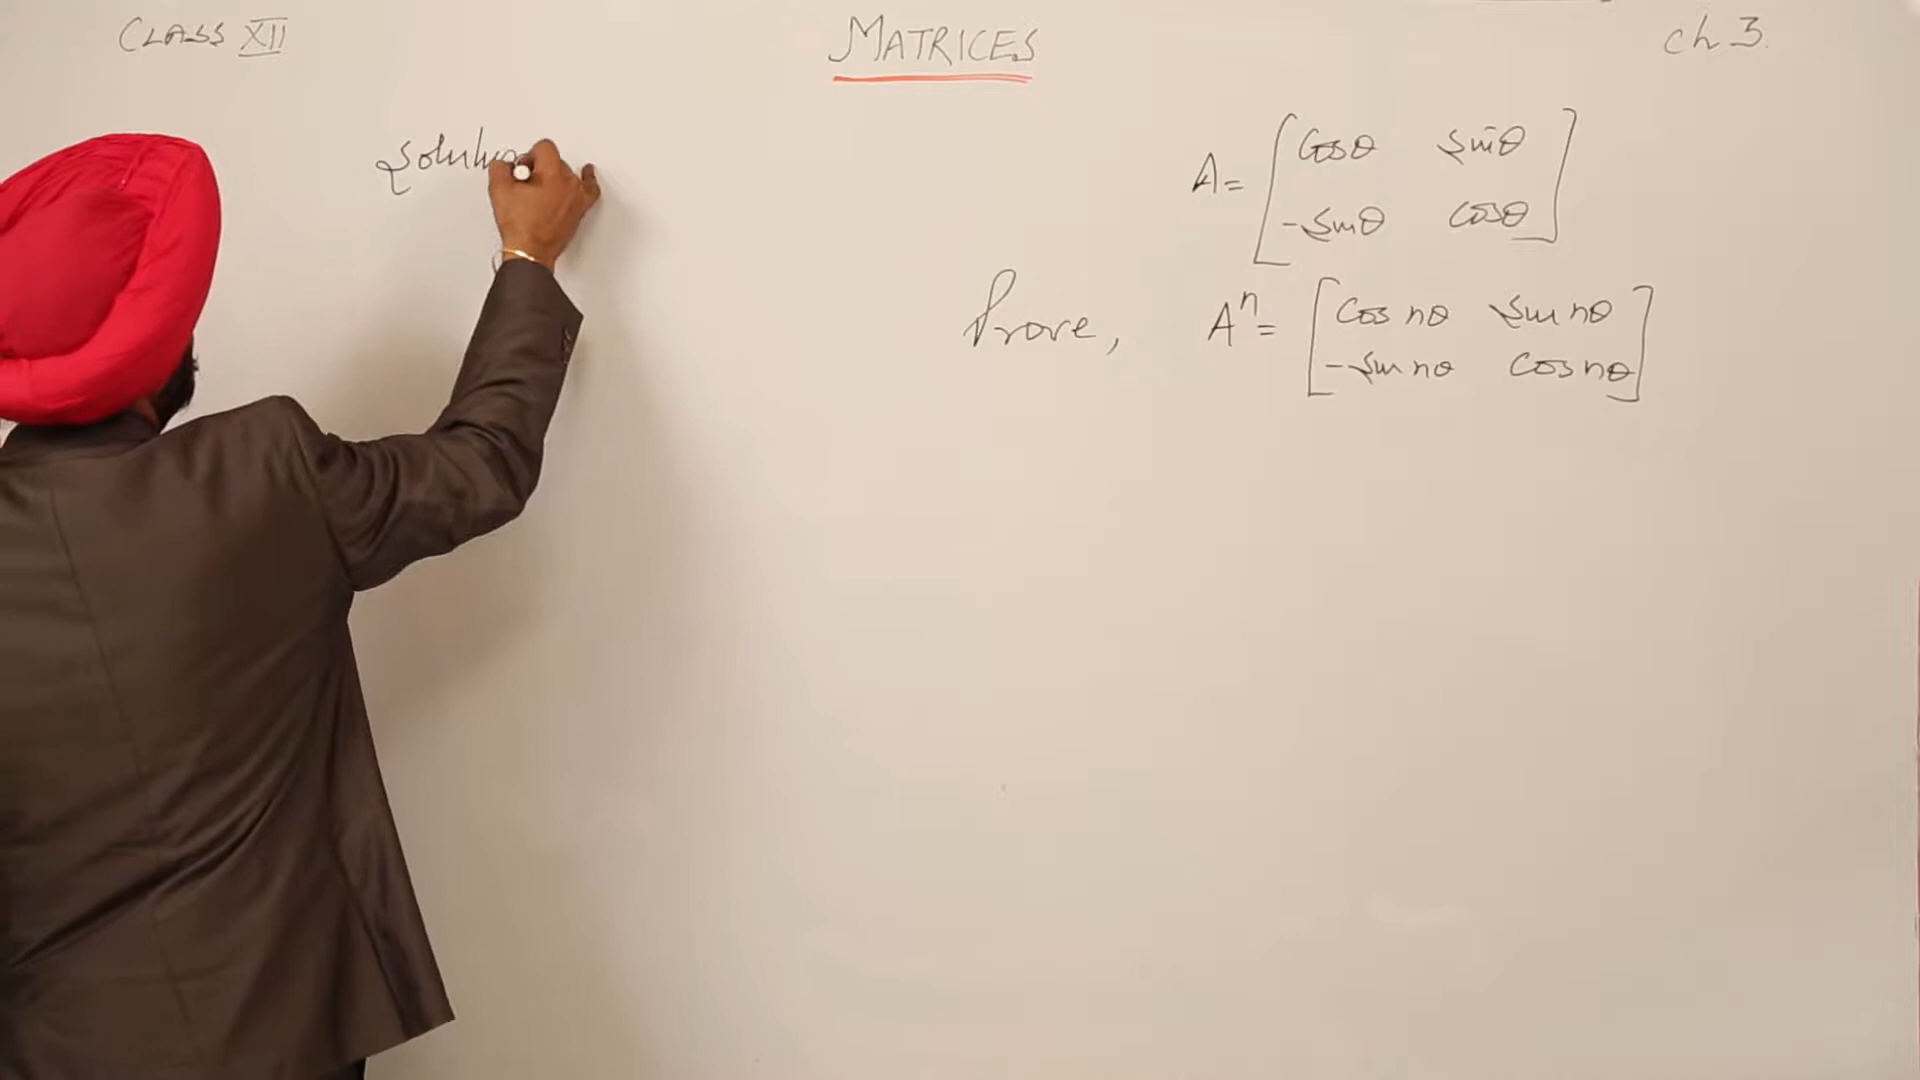 CLASS XII
MATRICES
ch 3.
A = [cosθ sinθ
-sinθ cosθ]
Prove, Aⁿ = [cos nθ sin nθ
-sin nθ cos nθ]